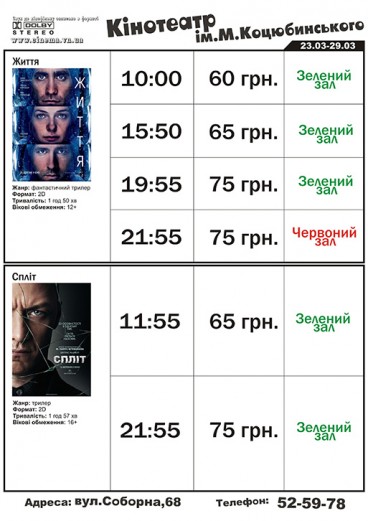 Кінотеатр
ім.М.Коцюбинського
DOLBY
STEREO
www.cinema.vn.ua
23.03-29.03
Життя
ЖИТТЯ
Жанр: фантастичний трилер
Формат: 2D
Тривалість: 1 год 50 хв
Вікові обмеження: 12+
10:00 60 грн. Зелений зал
15:50 65 грн. Зелений зал
19:55 75 грн. Зелений зал
21:55 75 грн. Червоний зал
Спліт
СПЛІТ
Жанр: трилер
Формат: 2D
Тривалість: 1 год 57 хв
Вікові обмеження: 16+
11:55 65 грн. Зелений зал
21:55 75 грн. Зелений зал
Адреса: вул.Соборна,68 Телефон: 52-59-78